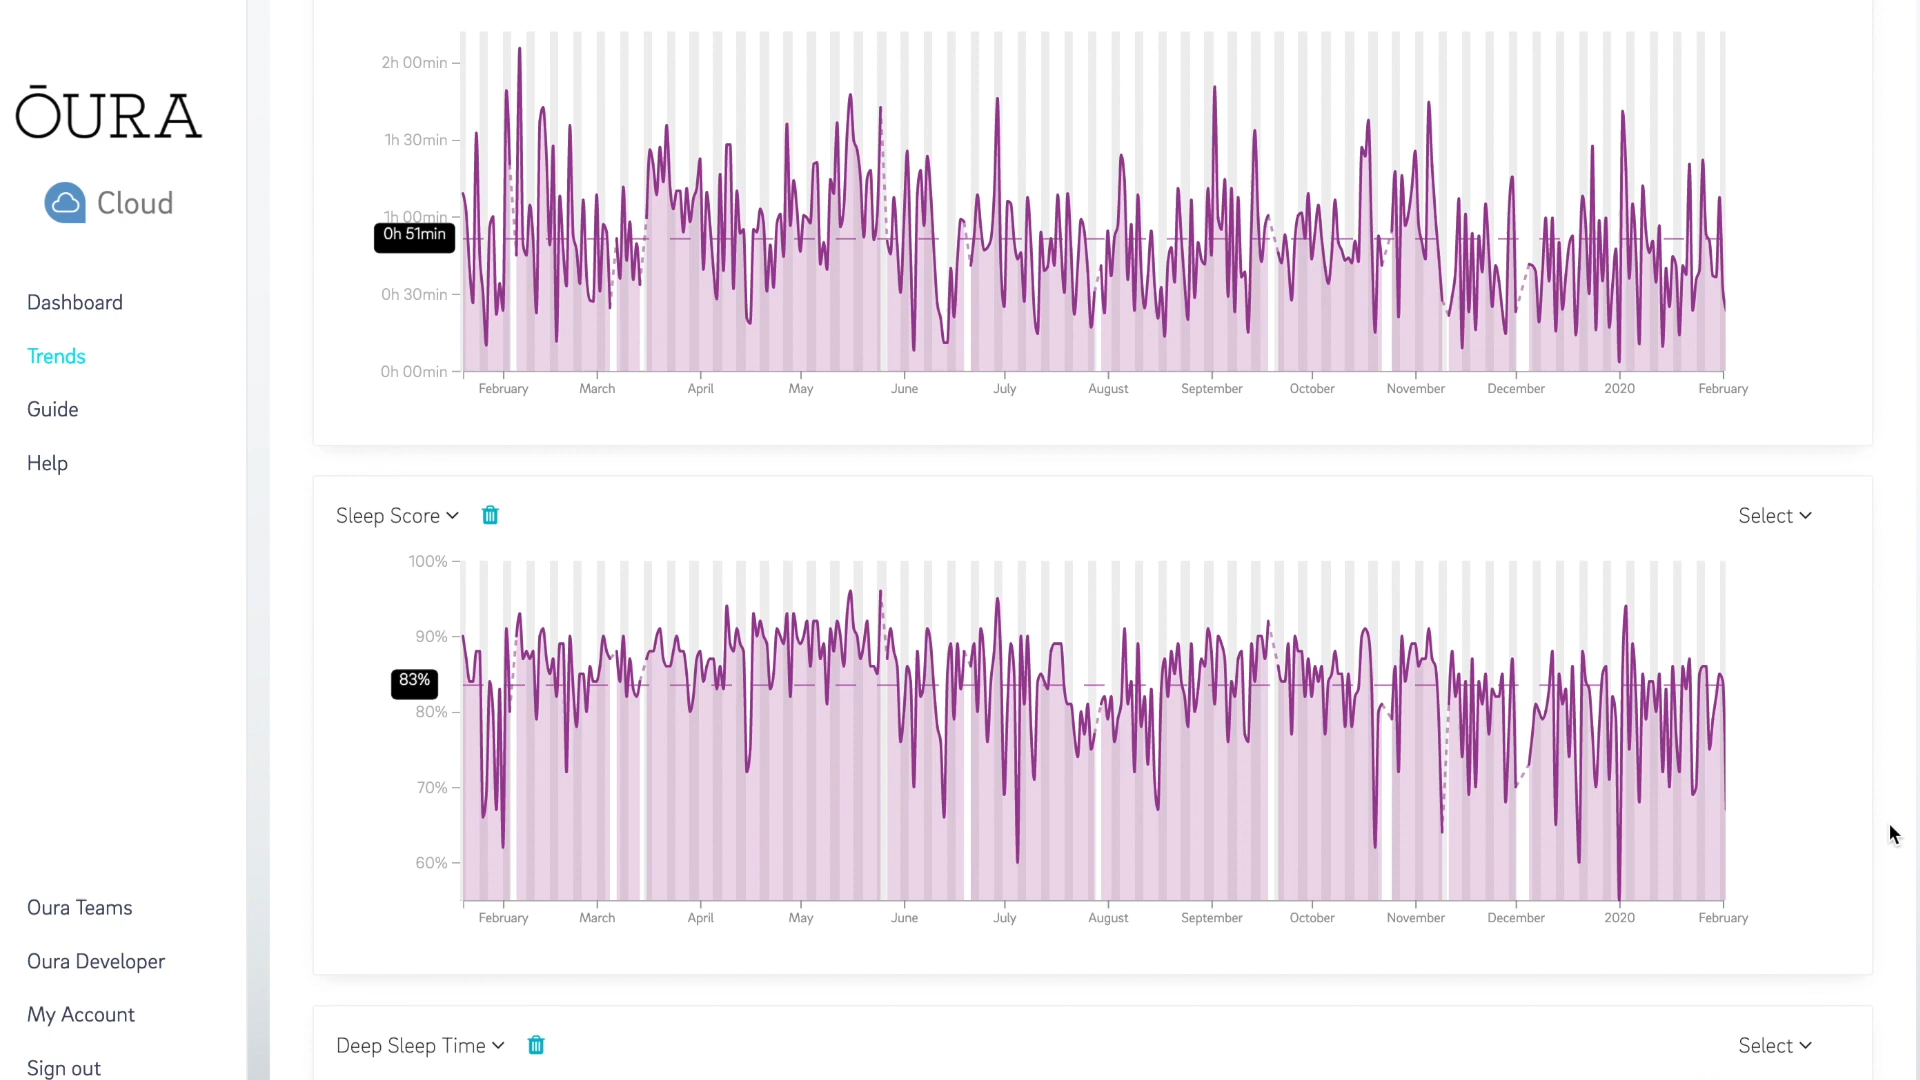 ŌURA
Cloud
Dashboard
Trends
Guide
Help
Oura Teams
Oura Developer
My Account
Sign out
2h 00min
1h 30min
1h 00min
0h 51min
0h 30min
0h 00min
February March April May June July August September October November December 2020 February
Sleep Score Select
100%
90%
83%
80%
70%
60%
February March April May June July August September October November December 2020 February
Deep Sleep Time Select